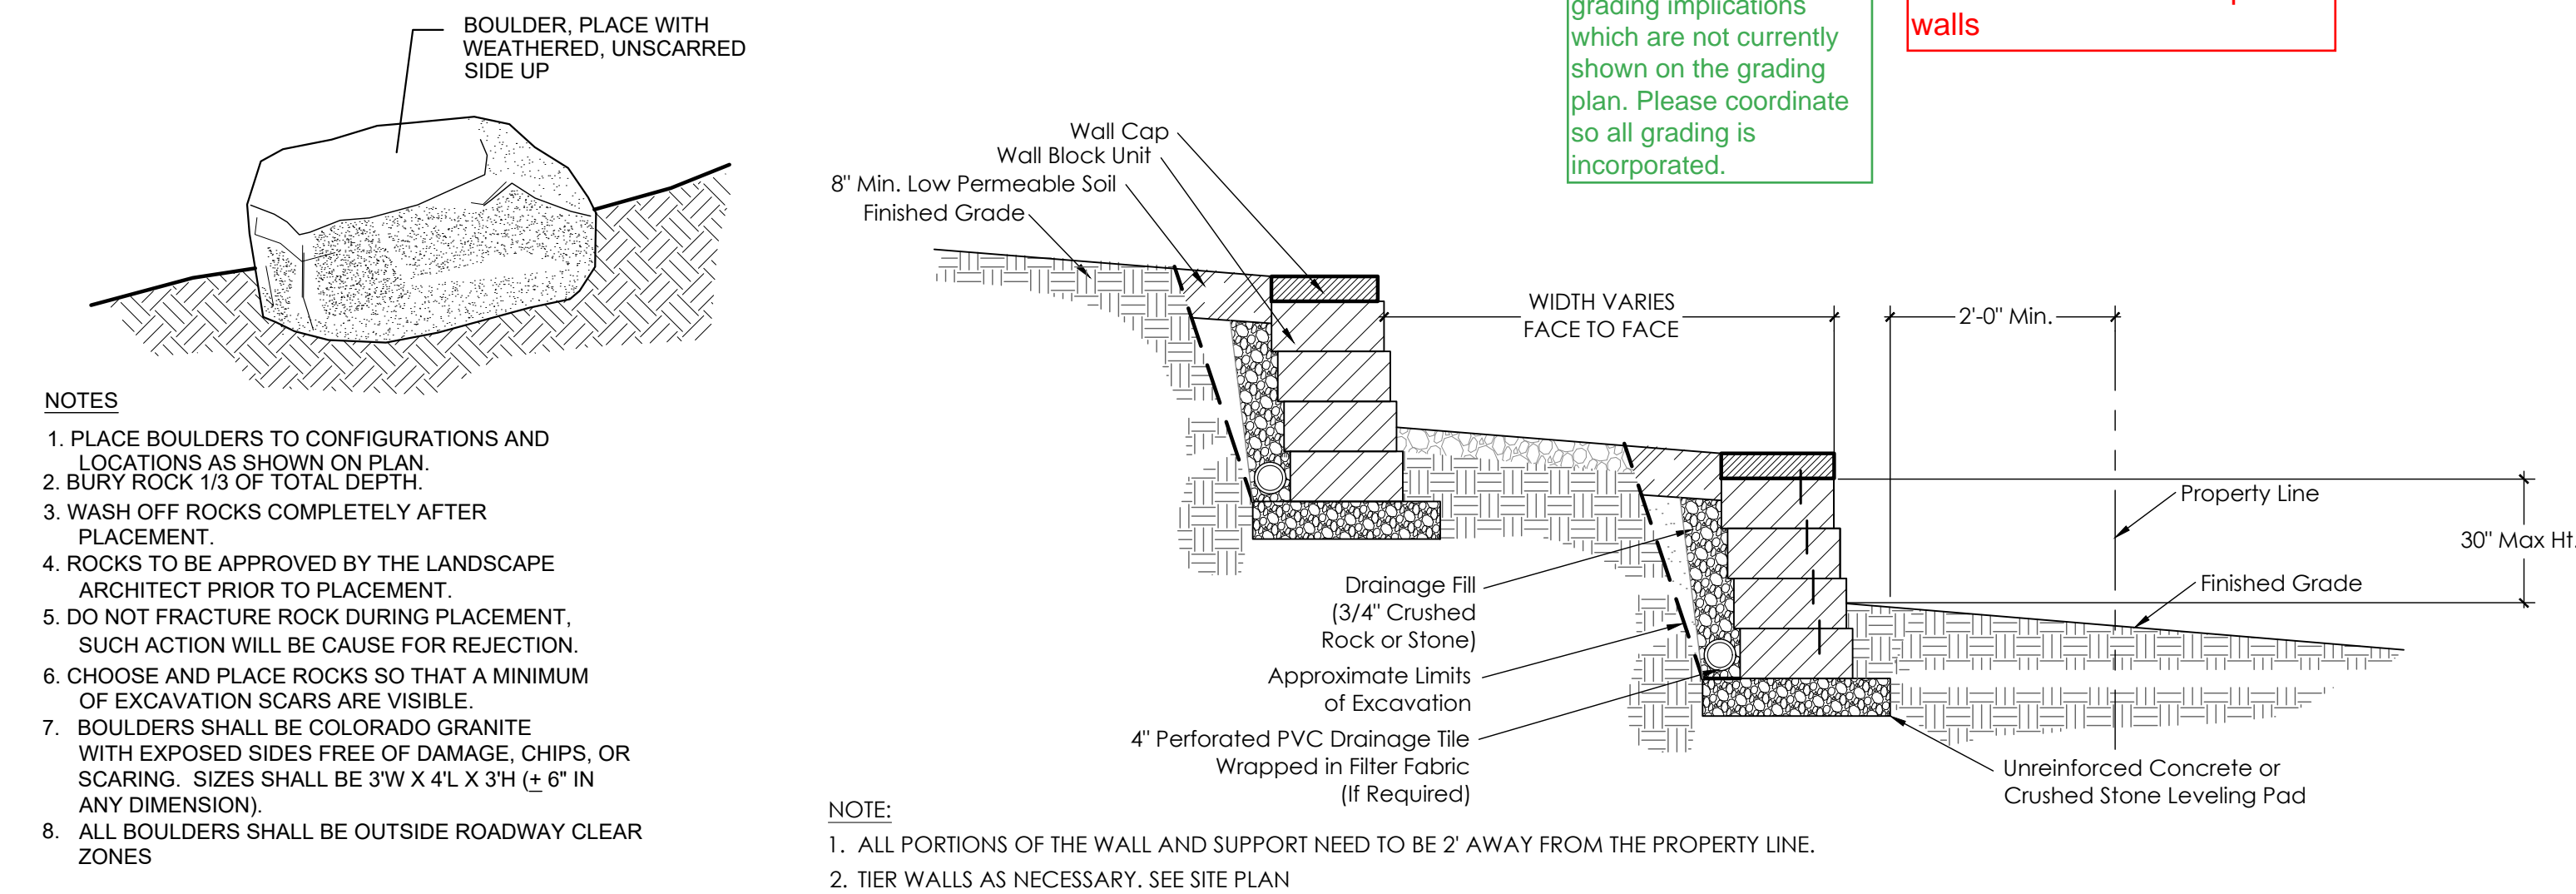 BOULDER, PLACE WITH
WEATHERED, UNSCARRED
SIDE UP
NOTES
1. PLACE BOULDERS TO CONFIGURATIONS AND
LOCATIONS AS SHOWN ON PLAN.
2. BURY ROCK 1/3 OF TOTAL DEPTH.
3. WASH OFF ROCKS COMPLETELY AFTER
PLACEMENT.
4. ROCKS TO BE APPROVED BY THE LANDSCAPE
ARCHITECT PRIOR TO PLACEMENT.
5. DO NOT FRACTURE ROCK DURING PLACEMENT,
SUCH ACTION WILL BE CAUSE FOR REJECTION.
6. CHOOSE AND PLACE ROCKS SO THAT A MINIMUM
OF EXCAVATION SCARS ARE VISIBLE.
7. BOULDERS SHALL BE COLORADO GRANITE
WITH EXPOSED SIDES FREE OF DAMAGE, CHIPS, OR
SCARING. SIZES SHALL BE 3'W X 4'L X 3'H (± 6" IN
ANY DIMENSION).
8. ALL BOULDERS SHALL BE OUTSIDE ROADWAY CLEAR
ZONES
grading implications
which are not currently
shown on the grading
plan. Please coordinate
so all grading is
incorporated.
walls
Wall Cap
Wall Block Unit
8" Min. Low Permeable Soil
Finished Grade
WIDTH VARIES
FACE TO FACE
2'-0" Min.
Property Line
30" Max Ht.
Finished Grade
Drainage Fill
(3/4" Crushed
Rock or Stone)
Approximate Limits
of Excavation
4" Perforated PVC Drainage Tile
Wrapped in Filter Fabric
(If Required)
Unreinforced Concrete or
Crushed Stone Leveling Pad
NOTE:
1. ALL PORTIONS OF THE WALL AND SUPPORT NEED TO BE 2' AWAY FROM THE PROPERTY LINE.
2. TIER WALLS AS NECESSARY. SEE SITE PLAN